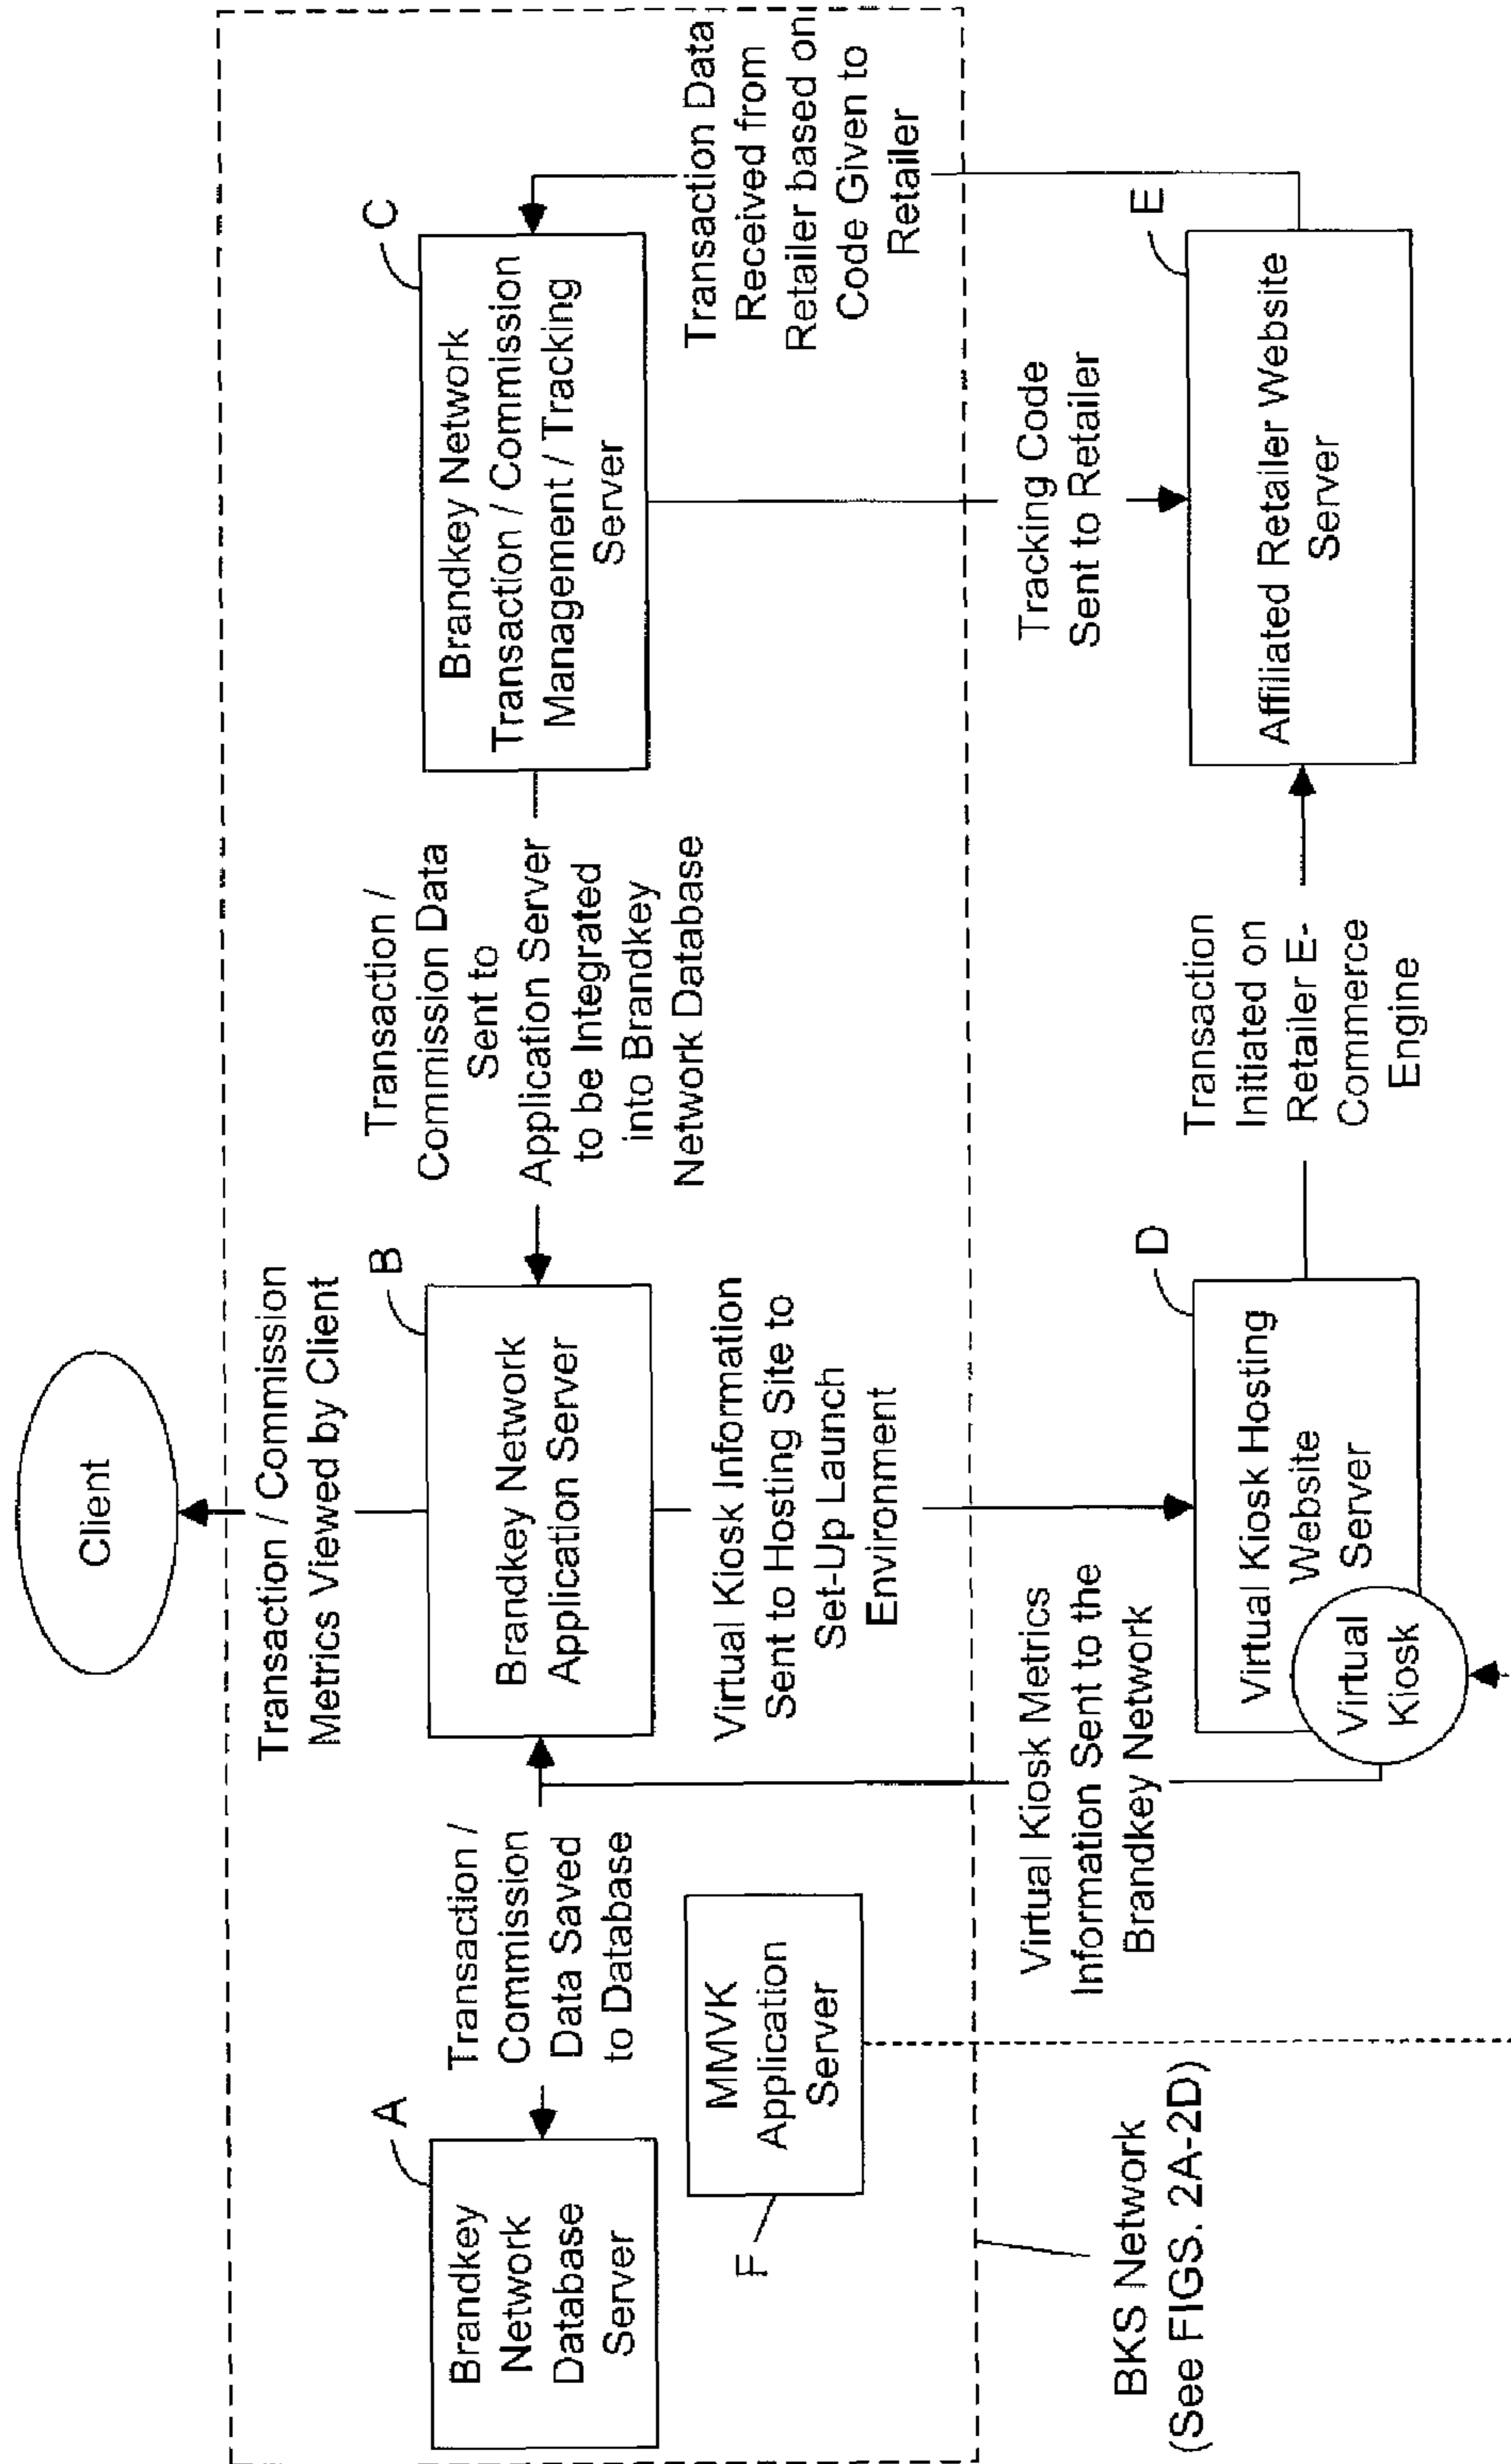 Client
Transaction / Commission
Metrics Viewed by Client
A
Brandkey
Network
Database
Server
Transaction /
Commission
Data Saved
to Database
B
Brandkey Network
Application Server
Transaction /
Commission Data
Sent to
Application Server
to be Integrated
into Brandkey
Network Database
C
Brandkey Network
Transaction / Commission
Management / Tracking
Server
F
MMVK
Application
Server
Virtual Kiosk Information
Sent to Hosting Site to
Set-Up Launch
Environment
Transaction Data
Received from
Retailer based on
Code Given to
Retailer
BKS Network
(See FIGS. 2A-2D)
Virtual Kiosk Metrics
Information Sent to the
Brandkey Network
Tracking Code
Sent to Retailer
D
Virtual Kiosk Hosting
Website
Server
Virtual
Kiosk
Transaction
Initiated on
Retailer E-
Commerce
Engine
E
Affiliated Retailer Website
Server